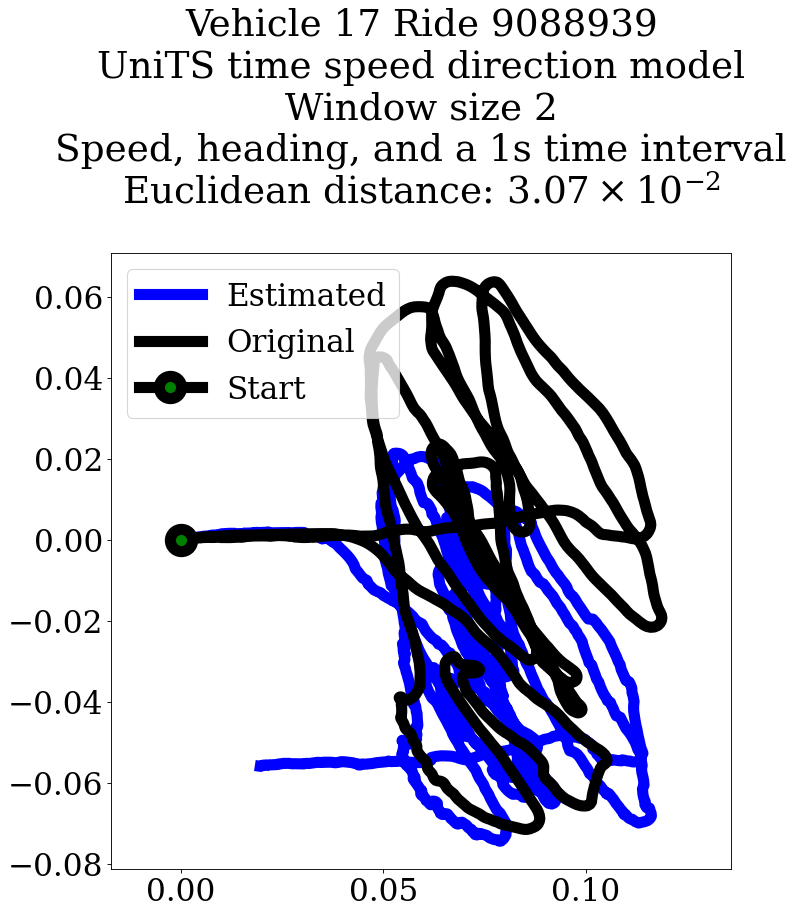 Vehicle 17 Ride 9088939
UniTS time speed direction model
Window size 2
Speed, heading, and a 1s time interval
Euclidean distance: 3.07 × 10⁻²
Estimated
Original
Start
0.06
0.04
0.02
0.00
−0.02
−0.04
−0.06
−0.08
0.00 0.05 0.10